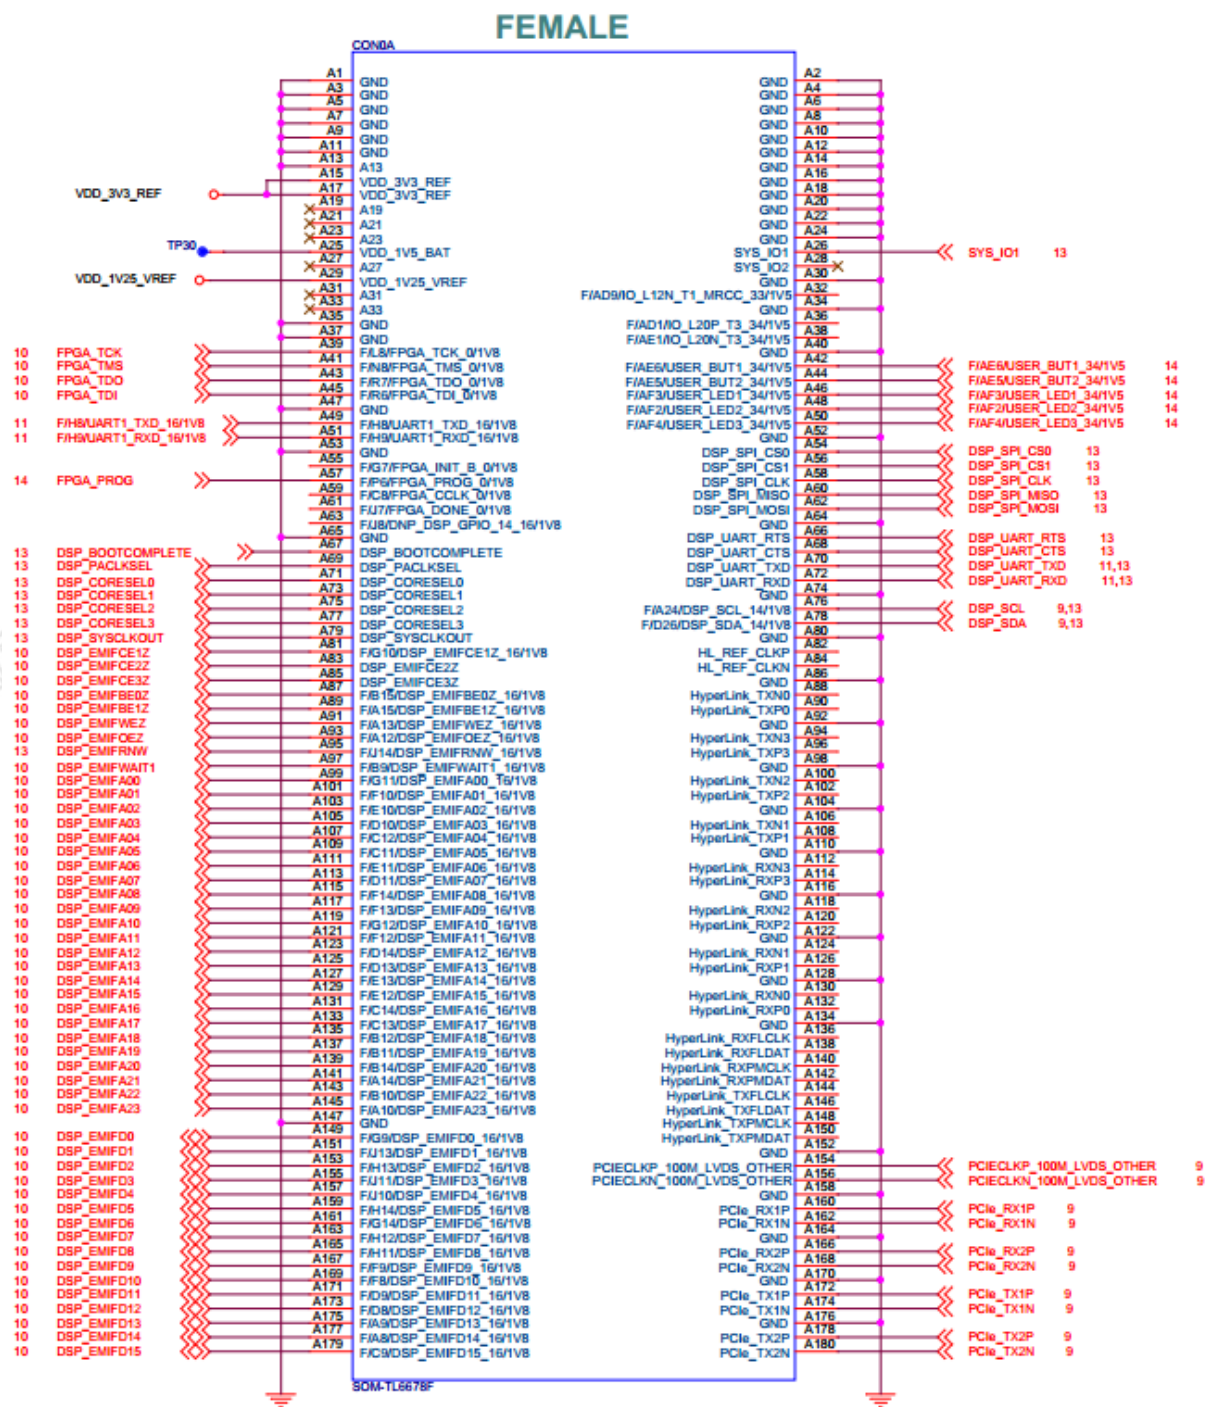 FEMALE
CON0A
A1 GND GND A2
A3 GND GND A4
A5 GND GND A6
A7 GND GND A8
A9 GND GND A10
A11 GND GND A12
A13 A13 GND A14
A15 VDD_3V3_REF GND A16
VDD_3V3_REF A17 VDD_3V3_REF GND A18
A19 A19 GND A20
A21 A21 GND A22
A23 A23 GND A24
TP30 A25 VDD_1V5_BAT SYS_IO1 A26 SYS_IO1 13
A27 A27 SYS_IO2 A28
VDD_1V25_VREF A29 VDD_1V25_VREF GND A30
A31 A31 F/AD9/IO_L12N_T1_MRCC_33/1V5 A32
A33 A33 GND A34
A35 GND F/AD1/IO_L20P_T3_34/1V5 A36
A37 GND F/AE1/IO_L20N_T3_34/1V5 A38
10 FPGA_TCK A39 F/L8/FPGA_TCK_0/1V8 GND A40
10 FPGA_TMS A41 F/N8/FPGA_TMS_0/1V8 F/AE6/USER_BUT1_34/1V5 A42 F/AE6/USER_BUT1_34/1V5 14
10 FPGA_TDO A43 F/R7/FPGA_TDO_0/1V8 F/AE5/USER_BUT2_34/1V5 A44 F/AE5/USER_BUT2_34/1V5 14
10 FPGA_TDI A45 F/R6/FPGA_TDI_0/1V8 F/AF3/USER_LED1_34/1V5 A46 F/AF3/USER_LED1_34/1V5 14
A47 GND F/AF2/USER_LED2_34/1V5 A48 F/AF2/USER_LED2_34/1V5 14
11 F/H8/UART1_TXD_16/1V8 A49 F/H8/UART1_TXD_16/1V8 F/AF4/USER_LED3_34/1V5 A50 F/AF4/USER_LED3_34/1V5 14
11 F/H9/UART1_RXD_16/1V8 A51 F/H9/UART1_RXD_16/1V8 GND A52
A53 GND DSP_SPI_CS0 A54 DSP_SPI_CS0 13
A55 F/G7/FPGA_INIT_B_0/1V8 DSP_SPI_CS1 A56 DSP_SPI_CS1 13
14 FPGA_PROG A57 F/P6/FPGA_PROG_0/1V8 DSP_SPI_CLK A58 DSP_SPI_CLK 13
A59 F/C8/FPGA_CCLK_0/1V8 DSP_SPI_MISO A60 DSP_SPI_MISO 13
A61 F/J7/FPGA_DONE_0/1V8 DSP_SPI_MOSI A62 DSP_SPI_MOSI 13
A63 F/J8/DNP_DSP_GPIO_14_16/1V8 GND A64
A65 GND DSP_UART_RTS A66 DSP_UART_RTS 13
13 DSP_BOOTCOMPLETE A67 DSP_BOOTCOMPLETE DSP_UART_CTS A68 DSP_UART_CTS 13
13 DSP_PACLKSEL A69 DSP_PACLKSEL DSP_UART_TXD A70 DSP_UART_TXD 11,13
13 DSP_CORESEL0 A71 DSP_CORESEL0 DSP_UART_RXD A72 DSP_UART_RXD 11,13
13 DSP_CORESEL1 A73 DSP_CORESEL1 GND A74
13 DSP_CORESEL2 A75 DSP_CORESEL2 F/A24/DSP_SCL_14/1V8 A76 DSP_SCL 9,13
13 DSP_CORESEL3 A77 DSP_CORESEL3 F/D26/DSP_SDA_14/1V8 A78 DSP_SDA 9,13
13 DSP_SYSCLKOUT A79 DSP_SYSCLKOUT GND A80
10 DSP_EMIFCE1Z A81 F/G10/DSP_EMIFCE1Z_16/1V8 HL_REF_CLKP A82
10 DSP_EMIFCE2Z A83 DSP_EMIFCE2Z HL_REF_CLKN A84
10 DSP_EMIFCE3Z A85 DSP_EMIFCE3Z GND A86
10 DSP_EMIFBE0Z A87 F/B15/DSP_EMIFBE0Z_16/1V8 HyperLink_TXN0 A88
10 DSP_EMIFBE1Z A89 F/A15/DSP_EMIFBE1Z_16/1V8 HyperLink_TXP0 A90
10 DSP_EMIFWEZ A91 F/A13/DSP_EMIFWEZ_16/1V8 GND A92
10 DSP_EMIFOEZ A93 F/A12/DSP_EMIFOEZ_16/1V8 HyperLink_TXN3 A94
13 DSP_EMIFRNW A95 F/J14/DSP_EMIFRNW_16/1V8 HyperLink_TXP3 A96
10 DSP_EMIFWAIT1 A97 F/B9/DSP_EMIFWAIT1_16/1V8 GND A98
10 DSP_EMIFA00 A99 F/G11/DSP_EMIFA00_16/1V8 HyperLink_TXN2 A100
10 DSP_EMIFA01 A101 F/F10/DSP_EMIFA01_16/1V8 HyperLink_TXP2 A102
10 DSP_EMIFA02 A103 F/E10/DSP_EMIFA02_16/1V8 GND A104
10 DSP_EMIFA03 A105 F/D10/DSP_EMIFA03_16/1V8 HyperLink_TXN1 A106
10 DSP_EMIFA04 A107 F/C12/DSP_EMIFA04_16/1V8 HyperLink_TXP1 A108
10 DSP_EMIFA05 A109 F/C11/DSP_EMIFA05_16/1V8 GND A110
10 DSP_EMIFA06 A111 F/E11/DSP_EMIFA06_16/1V8 HyperLink_RXN3 A112
10 DSP_EMIFA07 A113 F/D11/DSP_EMIFA07_16/1V8 HyperLink_RXP3 A114
10 DSP_EMIFA08 A115 F/F14/DSP_EMIFA08_16/1V8 GND A116
10 DSP_EMIFA09 A117 F/F13/DSP_EMIFA09_16/1V8 HyperLink_RXN2 A118
10 DSP_EMIFA10 A119 F/G12/DSP_EMIFA10_16/1V8 HyperLink_RXP2 A120
10 DSP_EMIFA11 A121 F/F12/DSP_EMIFA11_16/1V8 GND A122
10 DSP_EMIFA12 A123 F/D14/DSP_EMIFA12_16/1V8 HyperLink_RXN1 A124
10 DSP_EMIFA13 A125 F/D13/DSP_EMIFA13_16/1V8 HyperLink_RXP1 A126
10 DSP_EMIFA14 A127 F/E13/DSP_EMIFA14_16/1V8 GND A128
10 DSP_EMIFA15 A129 F/E12/DSP_EMIFA15_16/1V8 HyperLink_RXN0 A130
10 DSP_EMIFA16 A131 F/C14/DSP_EMIFA16_16/1V8 HyperLink_RXP0 A132
10 DSP_EMIFA17 A133 F/C13/DSP_EMIFA17_16/1V8 GND A134
10 DSP_EMIFA18 A135 F/B12/DSP_EMIFA18_16/1V8 HyperLink_RXFLCLK A136
10 DSP_EMIFA19 A137 F/B11/DSP_EMIFA19_16/1V8 HyperLink_RXFLDAT A138
10 DSP_EMIFA20 A139 F/B14/DSP_EMIFA20_16/1V8 HyperLink_RXPMCLK A140
10 DSP_EMIFA21 A141 F/A14/DSP_EMIFA21_16/1V8 HyperLink_RXPMDAT A142
10 DSP_EMIFA22 A143 F/B10/DSP_EMIFA22_16/1V8 HyperLink_TXFLCLK A144
10 DSP_EMIFA23 A145 F/A10/DSP_EMIFA23_16/1V8 HyperLink_TXFLDAT A146
A147 GND HyperLink_TXPMCLK A148
10 DSP_EMIFD0 A149 F/G9/DSP_EMIFD0_16/1V8 HyperLink_TXPMDAT A150
10 DSP_EMIFD1 A151 F/J13/DSP_EMIFD1_16/1V8 GND A152
10 DSP_EMIFD2 A153 F/H13/DSP_EMIFD2_16/1V8 PCIECLKP_100M_LVDS_OTHER A154 PCIECLKP_100M_LVDS_OTHER 9
10 DSP_EMIFD3 A155 F/J11/DSP_EMIFD3_16/1V8 PCIECLKN_100M_LVDS_OTHER A156 PCIECLKN_100M_LVDS_OTHER 9
10 DSP_EMIFD4 A157 F/J10/DSP_EMIFD4_16/1V8 GND A158
10 DSP_EMIFD5 A159 F/H14/DSP_EMIFD5_16/1V8 PCIe_RX1P A160 PCIe_RX1P 9
10 DSP_EMIFD6 A161 F/G14/DSP_EMIFD6_16/1V8 PCIe_RX1N A162 PCIe_RX1N 9
10 DSP_EMIFD7 A163 F/H12/DSP_EMIFD7_16/1V8 GND A164
10 DSP_EMIFD8 A165 F/H11/DSP_EMIFD8_16/1V8 PCIe_RX2P A166 PCIe_RX2P 9
10 DSP_EMIFD9 A167 F/F9/DSP_EMIFD9_16/1V8 PCIe_RX2N A168 PCIe_RX2N 9
10 DSP_EMIFD10 A169 F/F8/DSP_EMIFD10_16/1V8 GND A170
10 DSP_EMIFD11 A171 F/D9/DSP_EMIFD11_16/1V8 PCIe_TX1P A172 PCIe_TX1P 9
10 DSP_EMIFD12 A173 F/D8/DSP_EMIFD12_16/1V8 PCIe_TX1N A174 PCIe_TX1N 9
10 DSP_EMIFD13 A175 F/A9/DSP_EMIFD13_16/1V8 GND A176
10 DSP_EMIFD14 A177 F/A8/DSP_EMIFD14_16/1V8 PCIe_TX2P A178 PCIe_TX2P 9
10 DSP_EMIFD15 A179 F/C9/DSP_EMIFD15_16/1V8 PCIe_TX2N A180 PCIe_TX2N 9
SOM-TL6678F